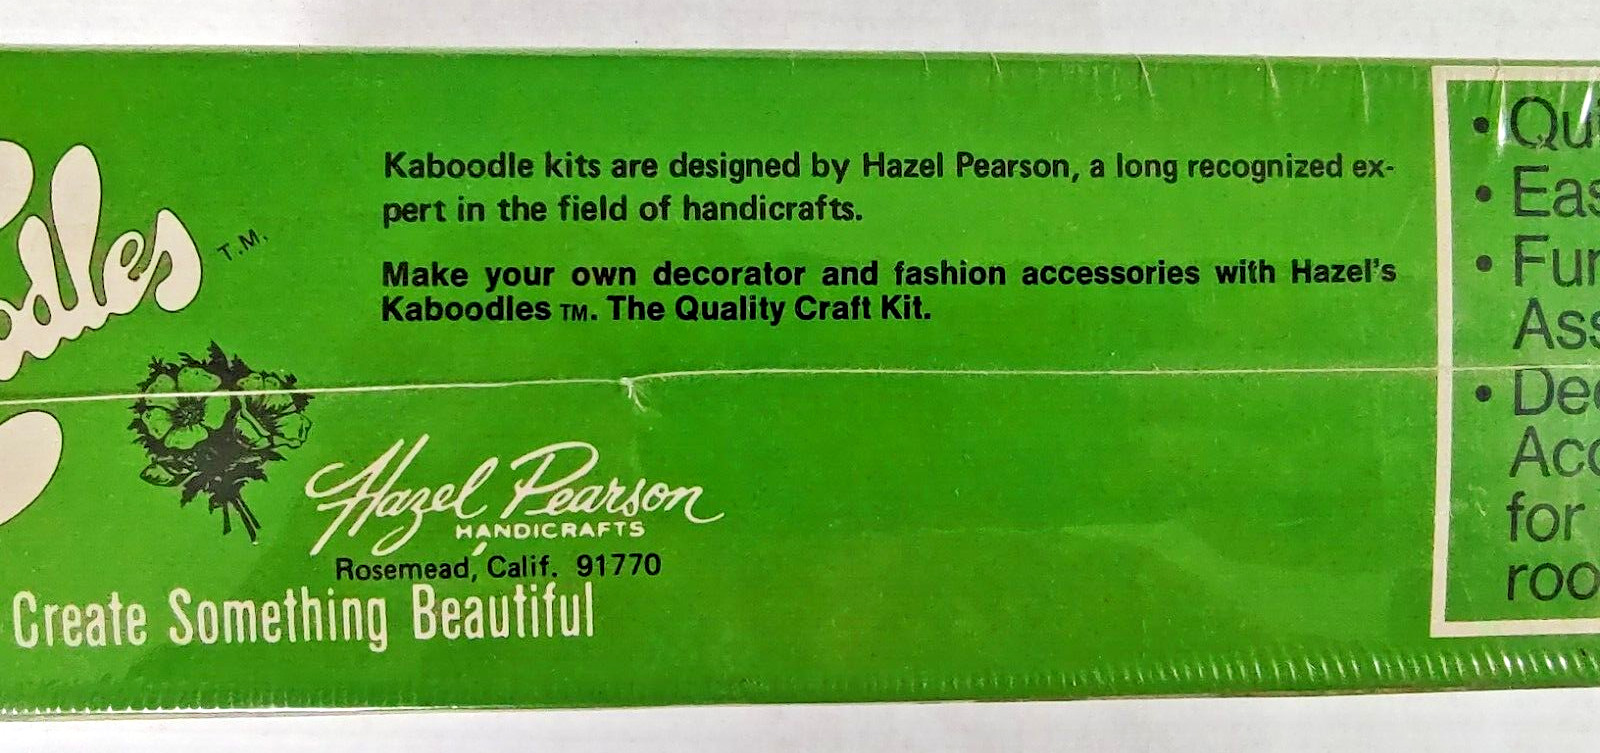 T.M.
Kaboodle kits are designed by Hazel Pearson, a long recognized ex-
pert in the field of handicrafts.
Make your own decorator and fashion accessories with Hazel's
Kaboodles TM. The Quality Craft Kit.
Hazel Pearson
HANDICRAFTS
Rosemead, Calif. 91770
Create Something Beautiful
• for